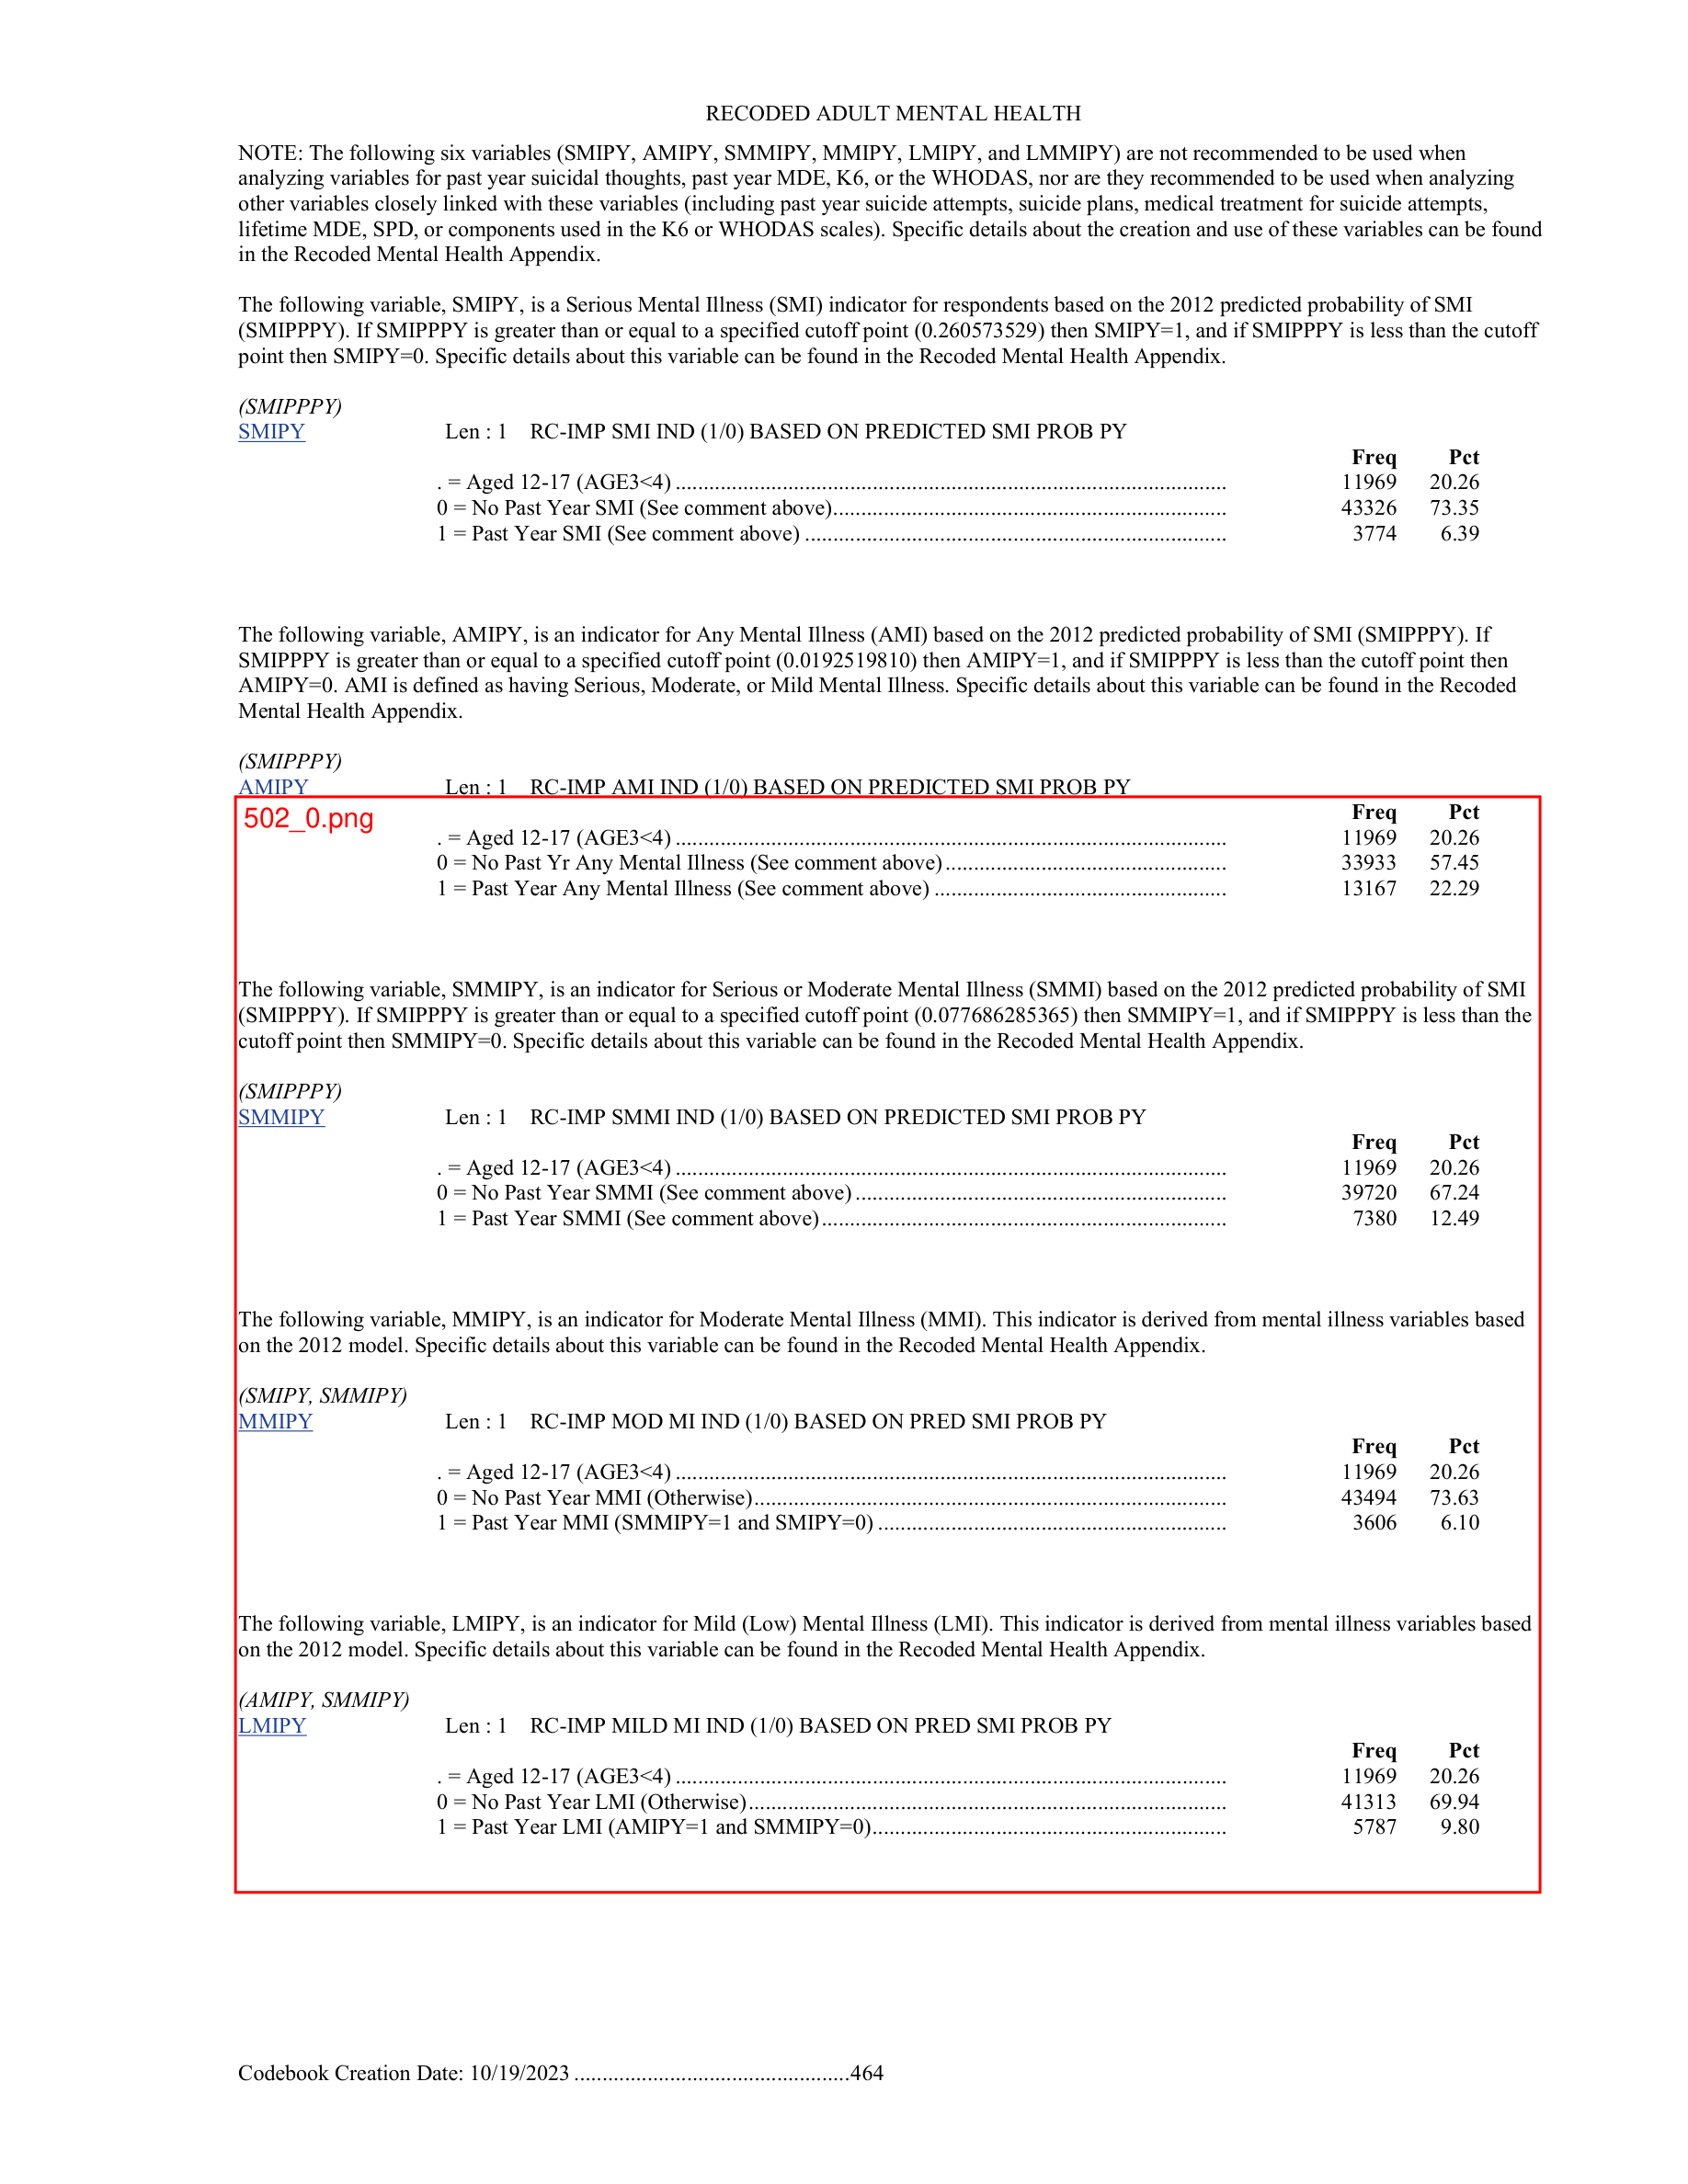 RECODED ADULT MENTAL HEALTH
NOTE: The following six variables (SMIPY, AMIPY, SMMIPY, MMIPY, LMIPY, and LMMIPY) are not recommended to be used when
analyzing variables for past year suicidal thoughts, past year MDE, K6, or the WHODAS, nor are they recommended to be used when analyzing
other variables closely linked with these variables (including past year suicide attempts, suicide plans, medical treatment for suicide attempts,
lifetime MDE, SPD, or components used in the K6 or WHODAS scales). Specific details about the creation and use of these variables can be found
in the Recoded Mental Health Appendix.
The following variable, SMIPY, is a Serious Mental Illness (SMI) indicator for respondents based on the 2012 predicted probability of SMI
(SMIPPPY). If SMIPPPY is greater than or equal to a specified cutoff point (0.260573529) then SMIPY=1, and if SMIPPPY is less than the cutoff
point then SMIPY=0. Specific details about this variable can be found in the Recoded Mental Health Appendix.
(SMIPPPY)
SMIPY Len : 1 RC-IMP SMI IND (1/0) BASED ON PREDICTED SMI PROB PY
Freq Pct
. = Aged 12-17 (AGE3<4) .................................................................................................. 11969 20.26
0 = No Past Year SMI (See comment above)...................................................................... 43326 73.35
1 = Past Year SMI (See comment above) ........................................................................... 3774 6.39
The following variable, AMIPY, is an indicator for Any Mental Illness (AMI) based on the 2012 predicted probability of SMI (SMIPPPY). If
SMIPPPY is greater than or equal to a specified cutoff point (0.0192519810) then AMIPY=1, and if SMIPPPY is less than the cutoff point then
AMIPY=0. AMI is defined as having Serious, Moderate, or Mild Mental Illness. Specific details about this variable can be found in the Recoded
Mental Health Appendix.
(SMIPPPY)
AMIPY Len : 1 RC-IMP AMI IND (1/0) BASED ON PREDICTED SMI PROB PY
502_0.png Freq Pct
. = Aged 12-17 (AGE3<4) .................................................................................................. 11969 20.26
0 = No Past Yr Any Mental Illness (See comment above).................................................. 33933 57.45
1 = Past Year Any Mental Illness (See comment above) .................................................... 13167 22.29
The following variable, SMMIPY, is an indicator for Serious or Moderate Mental Illness (SMMI) based on the 2012 predicted probability of SMI
(SMIPPPY). If SMIPPPY is greater than or equal to a specified cutoff point (0.077686285365) then SMMIPY=1, and if SMIPPPY is less than the
cutoff point then SMMIPY=0. Specific details about this variable can be found in the Recoded Mental Health Appendix.
(SMIPPPY)
SMMIPY Len : 1 RC-IMP SMMI IND (1/0) BASED ON PREDICTED SMI PROB PY
Freq Pct
. = Aged 12-17 (AGE3<4) .................................................................................................. 11969 20.26
0 = No Past Year SMMI (See comment above).................................................................. 39720 67.24
1 = Past Year SMMI (See comment above)........................................................................ 7380 12.49
The following variable, MMIPY, is an indicator for Moderate Mental Illness (MMI). This indicator is derived from mental illness variables based
on the 2012 model. Specific details about this variable can be found in the Recoded Mental Health Appendix.
(SMIPY, SMMIPY)
MMIPY Len : 1 RC-IMP MOD MI IND (1/0) BASED ON PRED SMI PROB PY
Freq Pct
. = Aged 12-17 (AGE3<4) .................................................................................................. 11969 20.26
0 = No Past Year MMI (Otherwise).................................................................................... 43494 73.63
1 = Past Year MMI (SMMIPY=1 and SMIPY=0) .............................................................. 3606 6.10
The following variable, LMIPY, is an indicator for Mild (Low) Mental Illness (LMI). This indicator is derived from mental illness variables based
on the 2012 model. Specific details about this variable can be found in the Recoded Mental Health Appendix.
(AMIPY, SMMIPY)
LMIPY Len : 1 RC-IMP MILD MI IND (1/0) BASED ON PRED SMI PROB PY
Freq Pct
. = Aged 12-17 (AGE3<4) .................................................................................................. 11969 20.26
0 = No Past Year LMI (Otherwise)..................................................................................... 41313 69.94
1 = Past Year LMI (AMIPY=1 and SMMIPY=0)............................................................... 5787 9.80
Codebook Creation Date: 10/19/2023 .................................................464